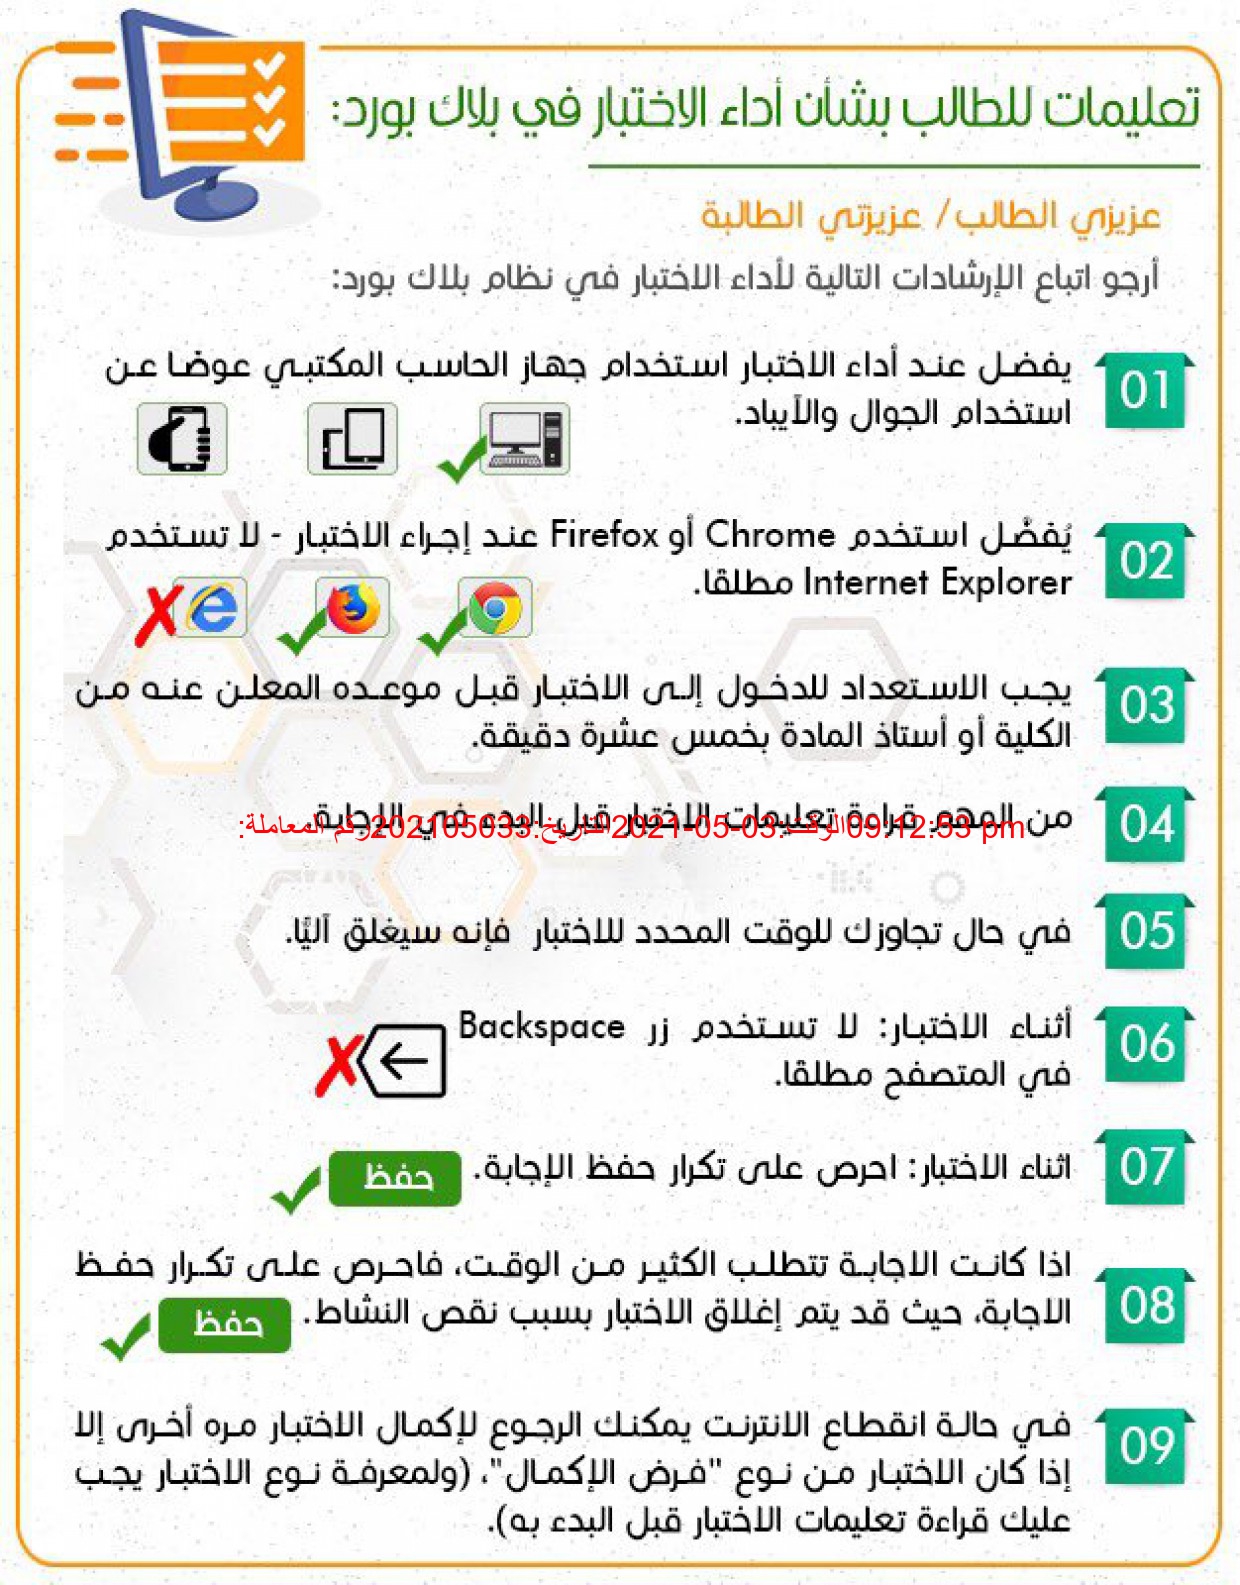 تعليمات للطالب بشأن أداء الاختبار في بلاك بورد:
عزيزي الطالب/ عزيزتي الطالبة
أرجو اتباع الإرشادات التالية لأداء الاختبار في نظام بلاك بورد:
01
يفضل عند أداء الاختبار استخدام جهاز الحاسب المكتبي عوضا عن
استخدام الجوال والآيباد.
02
يُفضَّل استخدم Chrome أو Firefox عند إجراء الاختبار - لا تستخدم
Internet Explorer مطلقا.
03
يجب الاستعداد للدخول إلى الاختبار قبل موعده المعلن عنه من
الكلية أو أستاذ المادة بخمس عشرة دقيقة.
04
من المهم قراءة تعليمات الاختبار قبل البدء في الإجابة.
رقم المعاملة:202105033التاريخ:2021-05-03الوقت:09:12:53 pm
05
في حال تجاوزك للوقت المحدد للاختبار فإنه سيغلق آليًا.
06
أثناء الاختبار: لا تستخدم زر Backspace
في المتصفح مطلقا.
07
اثناء الاختبار: احرص على تكرار حفظ الإجابة. حفظ
08
اذا كانت الاجابة تتطلب الكثير من الوقت، فاحرص على تكرار حفظ
الاجابة، حيث قد يتم إغلاق الاختبار بسبب نقص النشاط. حفظ
09
في حالة انقطاع الانترنت يمكنك الرجوع لإكمال الاختبار مره أخرى إلا
إذا كان الاختبار من نوع "فرض الإكمال"، (ولمعرفة نوع الاختبار يجب
عليك قراءة تعليمات الاختبار قبل البدء به).